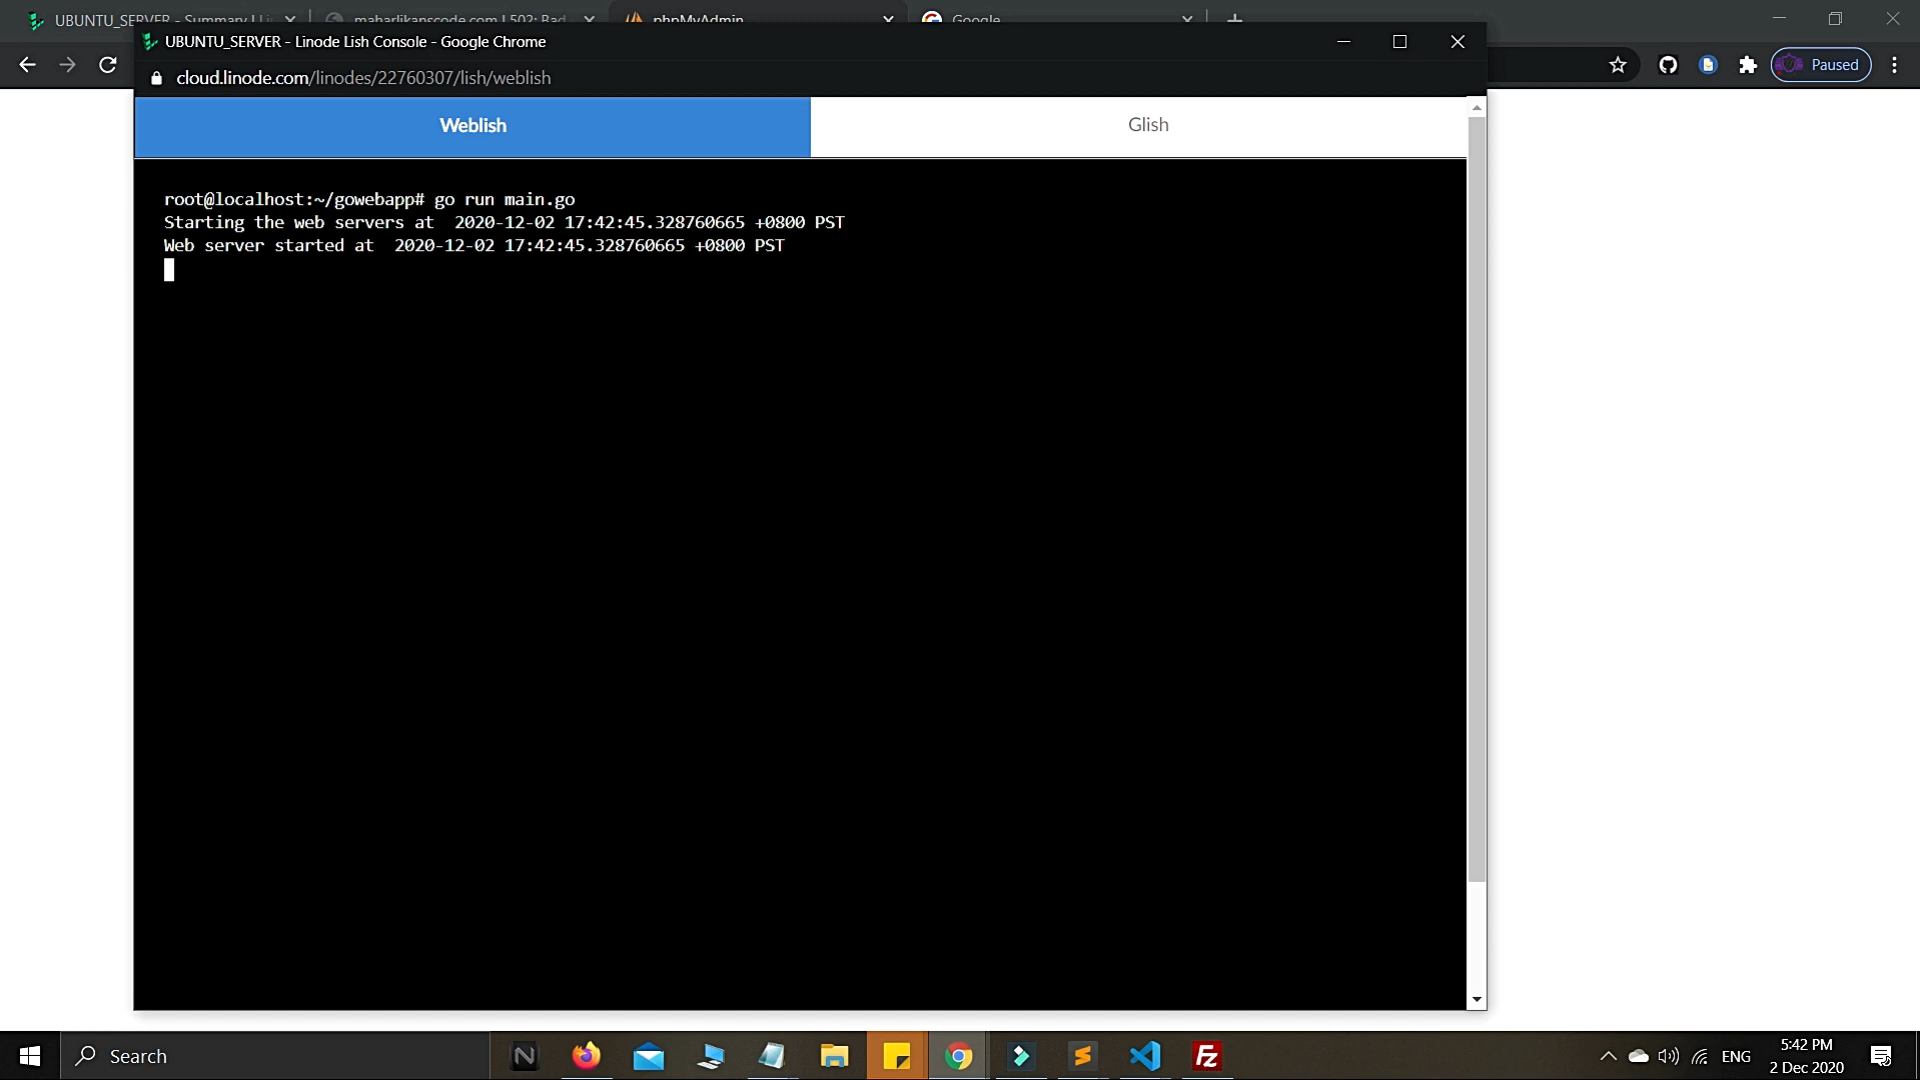 UBUNTU_SERVER - Summary | Li
maharlikanscode.com | 502: Bad
phpMyAdmin
Google
UBUNTU_SERVER - Linode Lish Console - Google Chrome
cloud.linode.com/linodes/22760307/lish/weblish
Paused
Weblish
Glish
root@localhost:~/gowebapp# go run main.go
Starting the web servers at  2020-12-02 17:42:45.328760665 +0800 PST
Web server started at  2020-12-02 17:42:45.328760665 +0800 PST
Search
N
Fz
ENG
5:42 PM
2 Dec 2020